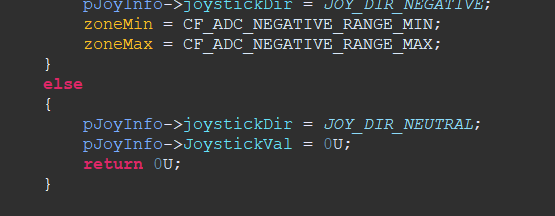 pJoyInfo->joystickDir = JOY_DIR_NEGATIVE;
zoneMin = CF_ADC_NEGATIVE_RANGE_MIN;
zoneMax = CF_ADC_NEGATIVE_RANGE_MAX;
}
else
{
pJoyInfo->joystickDir = JOY_DIR_NEUTRAL;
pJoyInfo->JoystickVal = 0U;
return 0U;
}